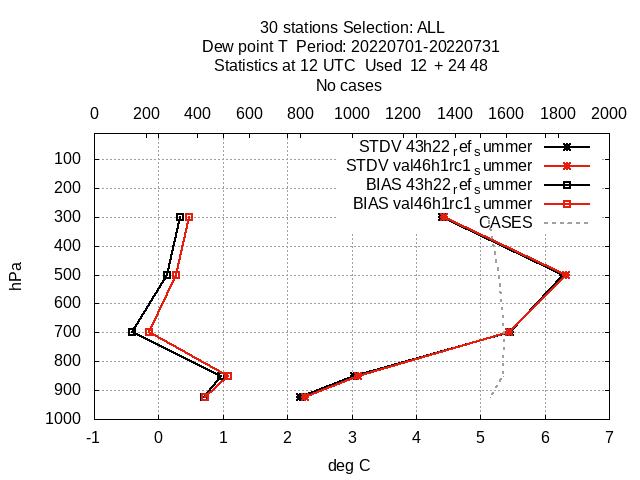 30 stations Selection: ALL
Dew point T  Period: 20220701-20220731
Statistics at 12 UTC  Used  12  + 24 48
No cases
0 200 400 600 800 1000 1200 1400 1600 1800 2000
STDV 43h22_ref_summer
STDV val46h1rc1_summer
BIAS 43h22_ref_summer
BIAS val46h1rc1_summer
CASES
100
200
300
400
500
600
700
800
900
1000
hPa
-1 0 1 2 3 4 5 6 7
deg C